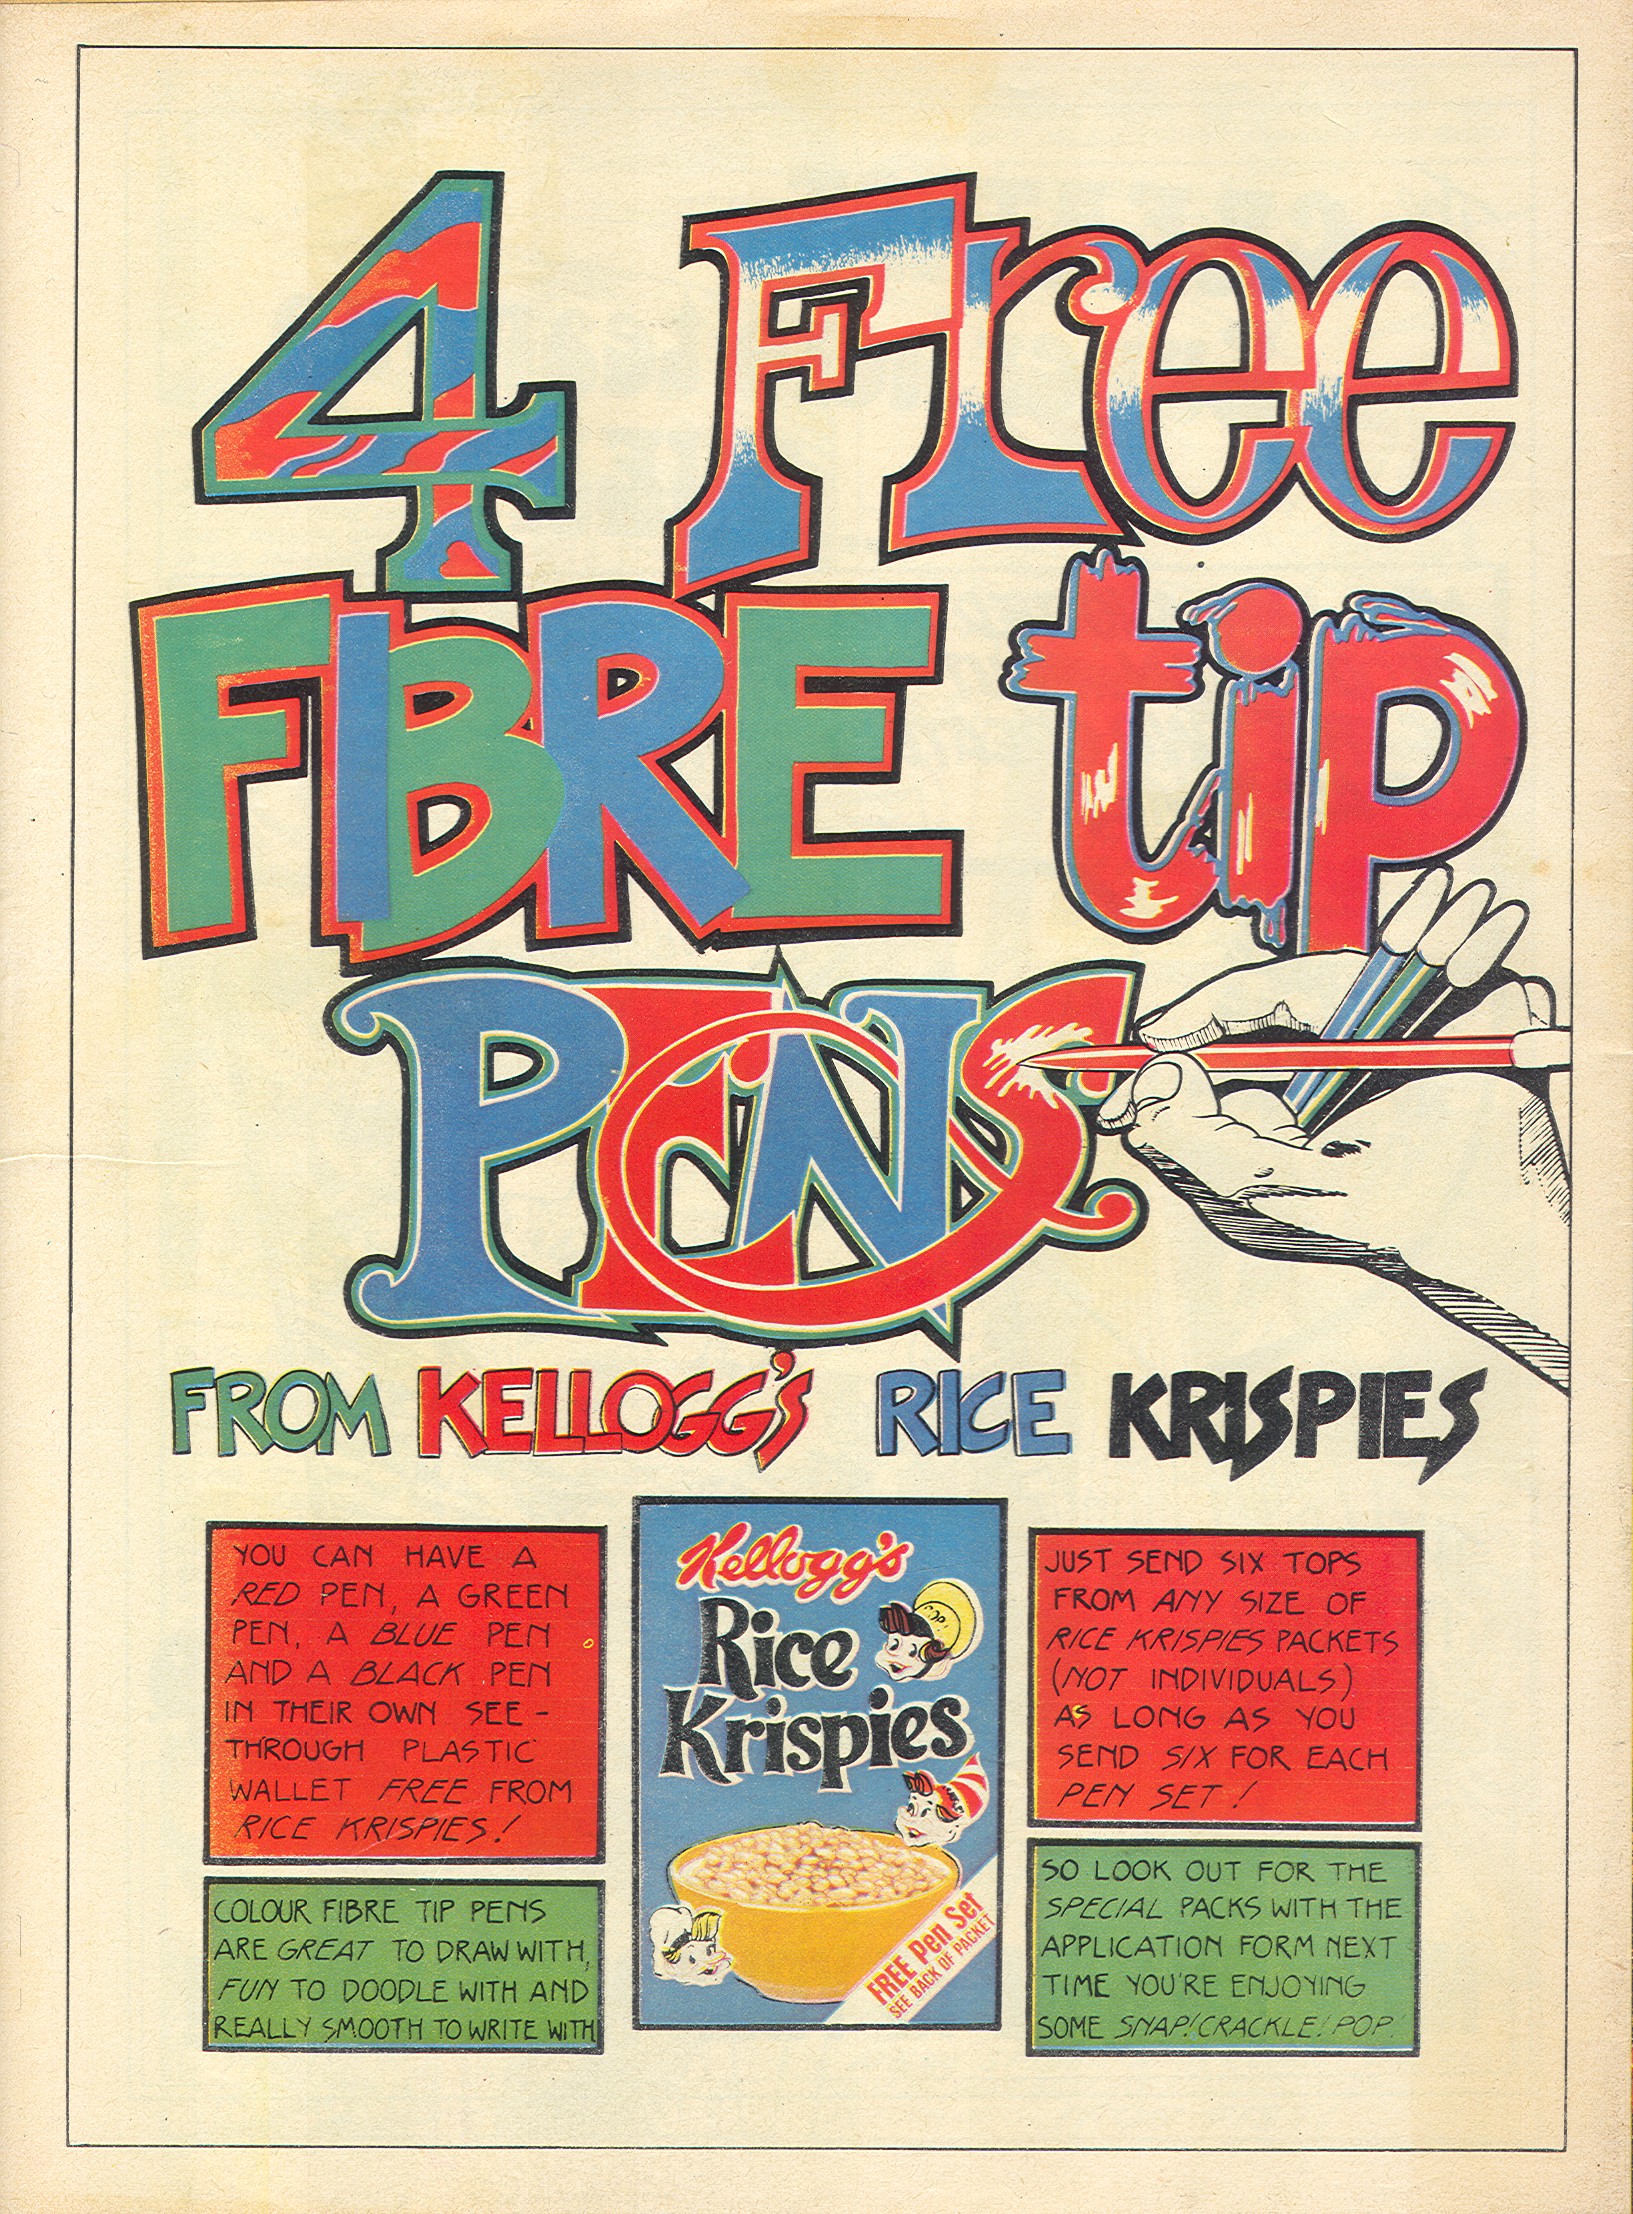 4 Free
FIBRE tip
PENS
FROM KELLOGG'S RICE KRISPIES
YOU CAN HAVE A
RED PEN, A GREEN
PEN, A BLUE PEN
AND A BLACK PEN
IN THEIR OWN SEE-
THROUGH PLASTIC
WALLET FREE FROM
RICE KRISPIES!
COLOUR FIBRE TIP PENS
ARE GREAT TO DRAW WITH,
FUN TO DOODLE WITH AND
REALLY SMOOTH TO WRITE WITH
Kellogg's
Rice
Krispies
POP
FREE Pen Set
SEE BACK OF PACKET
JUST SEND SIX TOPS
FROM ANY SIZE OF
RICE KRISPIES PACKETS
(NOT INDIVIDUALS)
AS LONG AS YOU
SEND SIX FOR EACH
PEN SET!
SO LOOK OUT FOR THE
SPECIAL PACKS WITH THE
APPLICATION FORM NEXT
TIME YOU'RE ENJOYING
SOME SNAP! CRACKLE! POP!